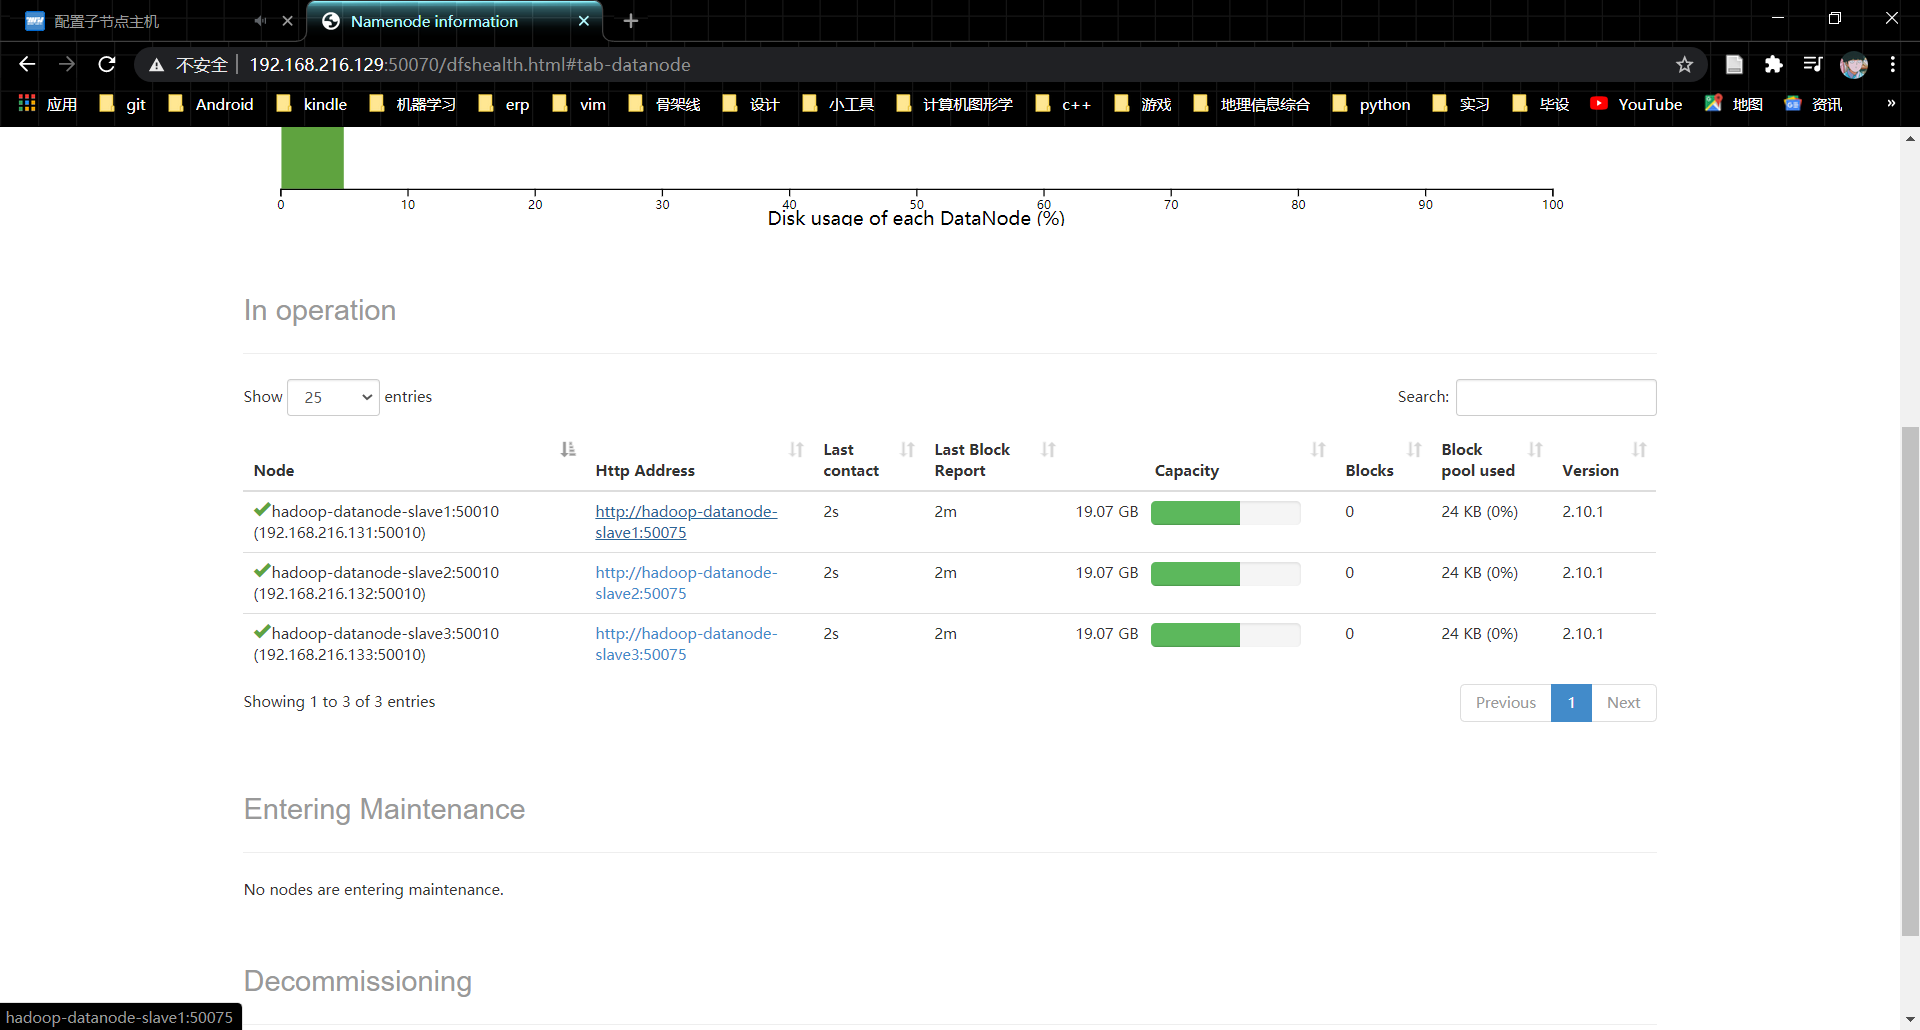 配置子节点主机
Namenode information
不安全 | 192.168.216.129:50070/dfshealth.html#tab-datanode
应用 git Android kindle 机器学习 erp vim 骨架线 设计 小工具 计算机图形学 c++ 游戏 地理信息综合 python 实习 毕设 YouTube 地图 资讯 »
0 10 20 30 40 50 60 70 80 90 100
Disk usage of each DataNode (%)
In operation
Show 25 entries
Search:
Node Http Address Last contact Last Block Report Capacity Blocks Block pool used Version
hadoop-datanode-slave1:50010 http://hadoop-datanode- 2s 2m 19.07 GB 0 24 KB (0%) 2.10.1
(192.168.216.131:50010) slave1:50075
hadoop-datanode-slave2:50010 http://hadoop-datanode- 2s 2m 19.07 GB 0 24 KB (0%) 2.10.1
(192.168.216.132:50010) slave2:50075
hadoop-datanode-slave3:50010 http://hadoop-datanode- 2s 2m 19.07 GB 0 24 KB (0%) 2.10.1
(192.168.216.133:50010) slave3:50075
Showing 1 to 3 of 3 entries
Previous 1 Next
Entering Maintenance
No nodes are entering maintenance.
Decommissioning
hadoop-datanode-slave1:50075